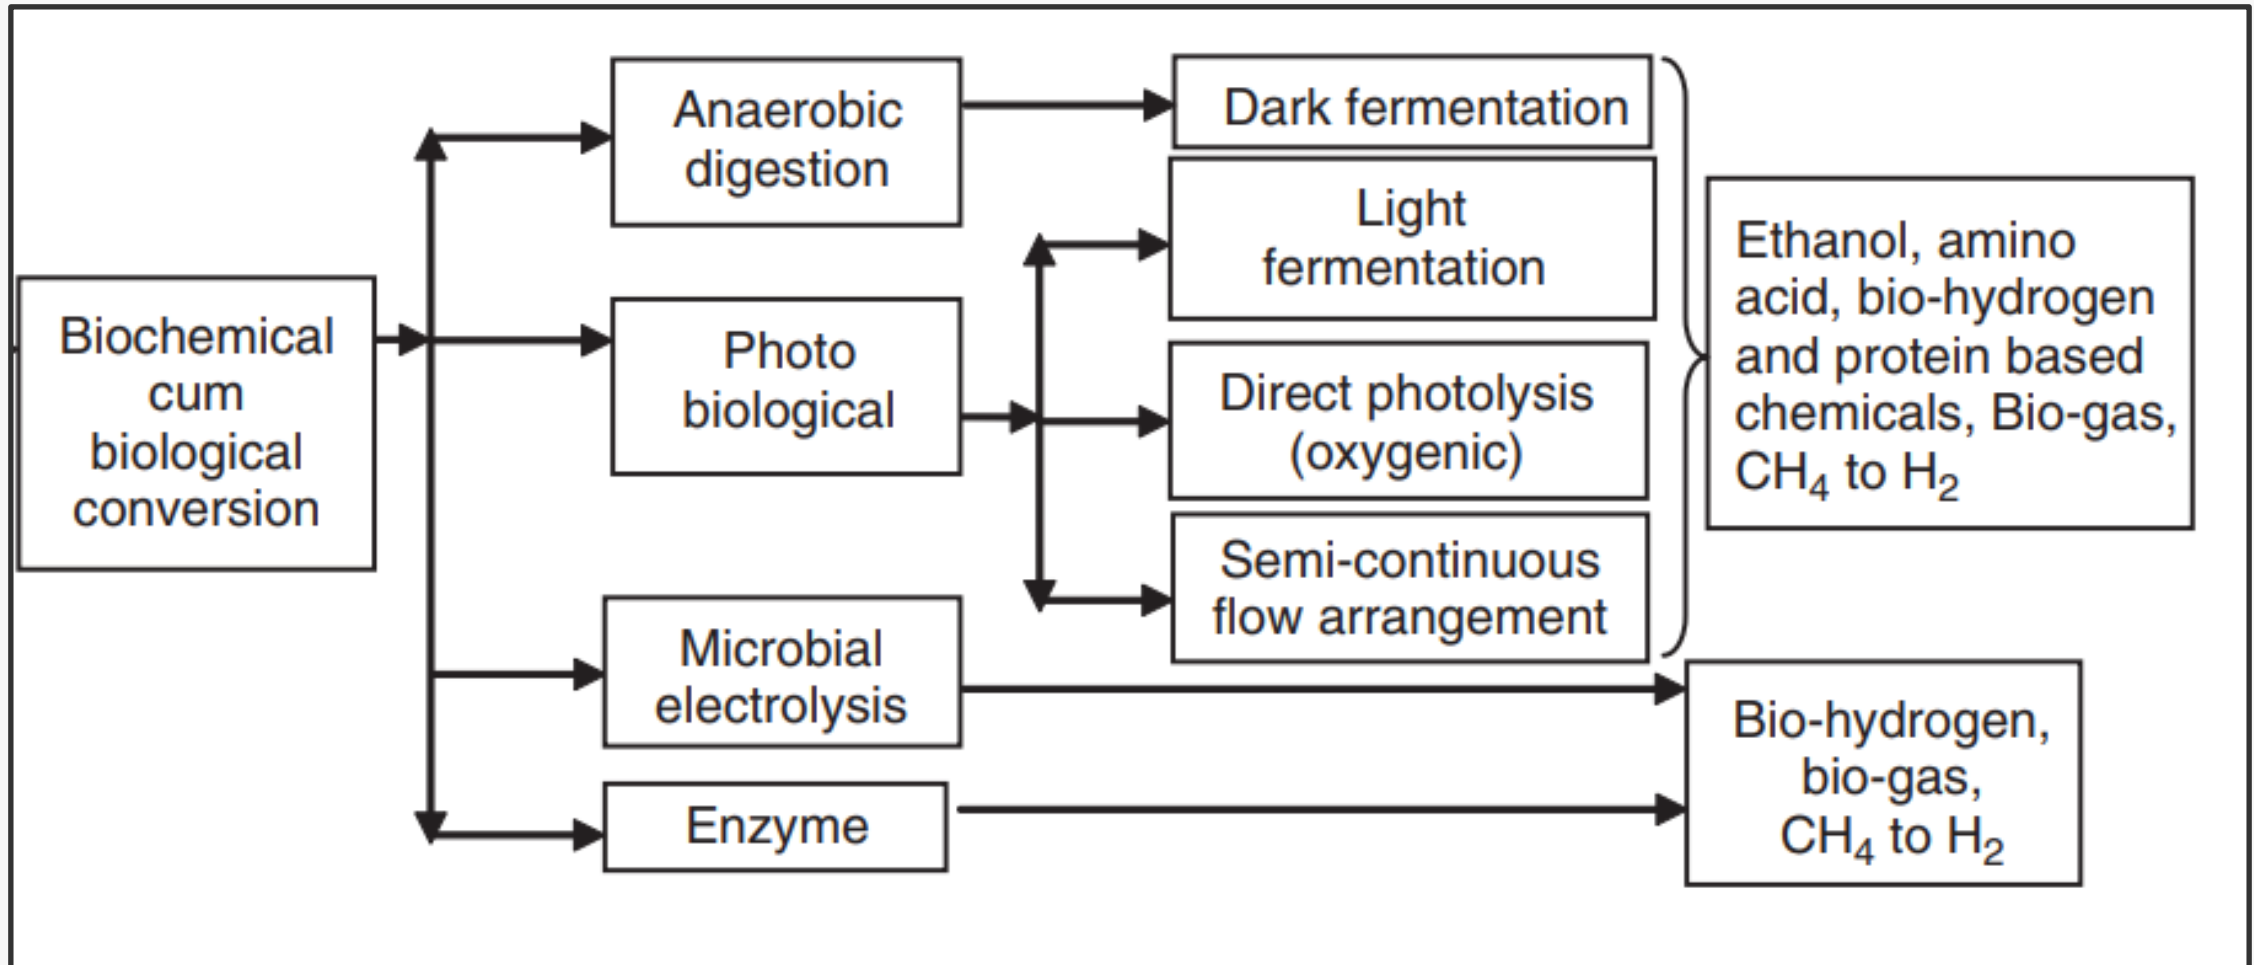 Biochemical
cum
biological
conversion
Anaerobic
digestion
Photo
biological
Microbial
electrolysis
Enzyme
Dark fermentation
Light
fermentation
Direct photolysis
(oxygenic)
Semi-continuous
flow arrangement
Ethanol, amino
acid, bio-hydrogen
and protein based
chemicals, Bio-gas,
CH₄ to H₂
Bio-hydrogen,
bio-gas,
CH₄ to H₂